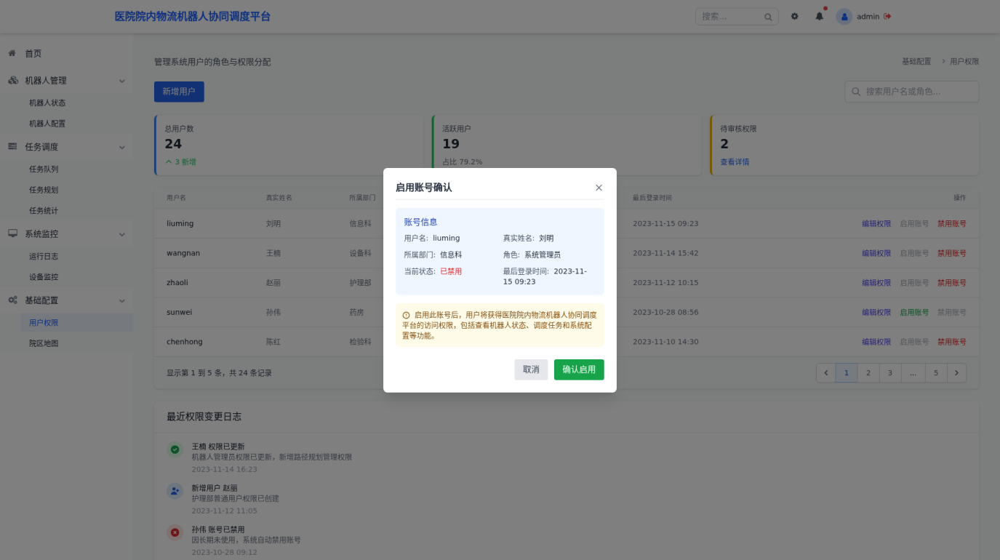 医院院内物流机器人协同调度平台
搜索...
admin
首页
机器人管理
机器人状态
机器人配置
任务调度
任务队列
任务规划
任务统计
系统监控
运行日志
设备监控
基础配置
用户权限
院区地图
管理系统用户的角色与权限分配
基础配置 > 用户权限
新增用户
搜索用户名或角色...
总用户数
24
3 新增
活跃用户
19
占比 79.2%
待审核权限
2
查看详情
用户名 真实姓名 所属部门 最后登录时间 操作
liuming 刘明 信息科 2023-11-15 09:23 编辑权限 启用账号 禁用账号
wangnan 王楠 设备科 2023-11-14 15:42 编辑权限 启用账号 禁用账号
zhaoli 赵丽 护理部 2023-11-12 10:15 编辑权限 启用账号 禁用账号
sunwei 孙伟 药房 2023-10-28 08:56 编辑权限 启用账号 禁用账号
chenhong 陈红 检验科 2023-11-10 14:30 编辑权限 启用账号 禁用账号
显示第 1 到 5 条，共 24 条记录
1 2 3 ... 5
启用账号确认
账号信息
用户名: liuming 真实姓名: 刘明
所属部门: 信息科 角色: 系统管理员
当前状态: 已禁用 最后登录时间: 2023-11-
15 09:23
启用此账号后，用户将获得医院院内物流机器人协同调度
平台的访问权限，包括查看机器人状态、调度任务和系统配
置等功能。
取消 确认启用
最近权限变更日志
王楠 权限已更新
机器人管理员权限已更新，新增路径规划管理权限
2023-11-14 16:23
新增用户 赵丽
护理部普通用户权限已创建
2023-11-12 11:05
孙伟 账号已禁用
因长期未使用，系统自动禁用账号
2023-10-28 09:12